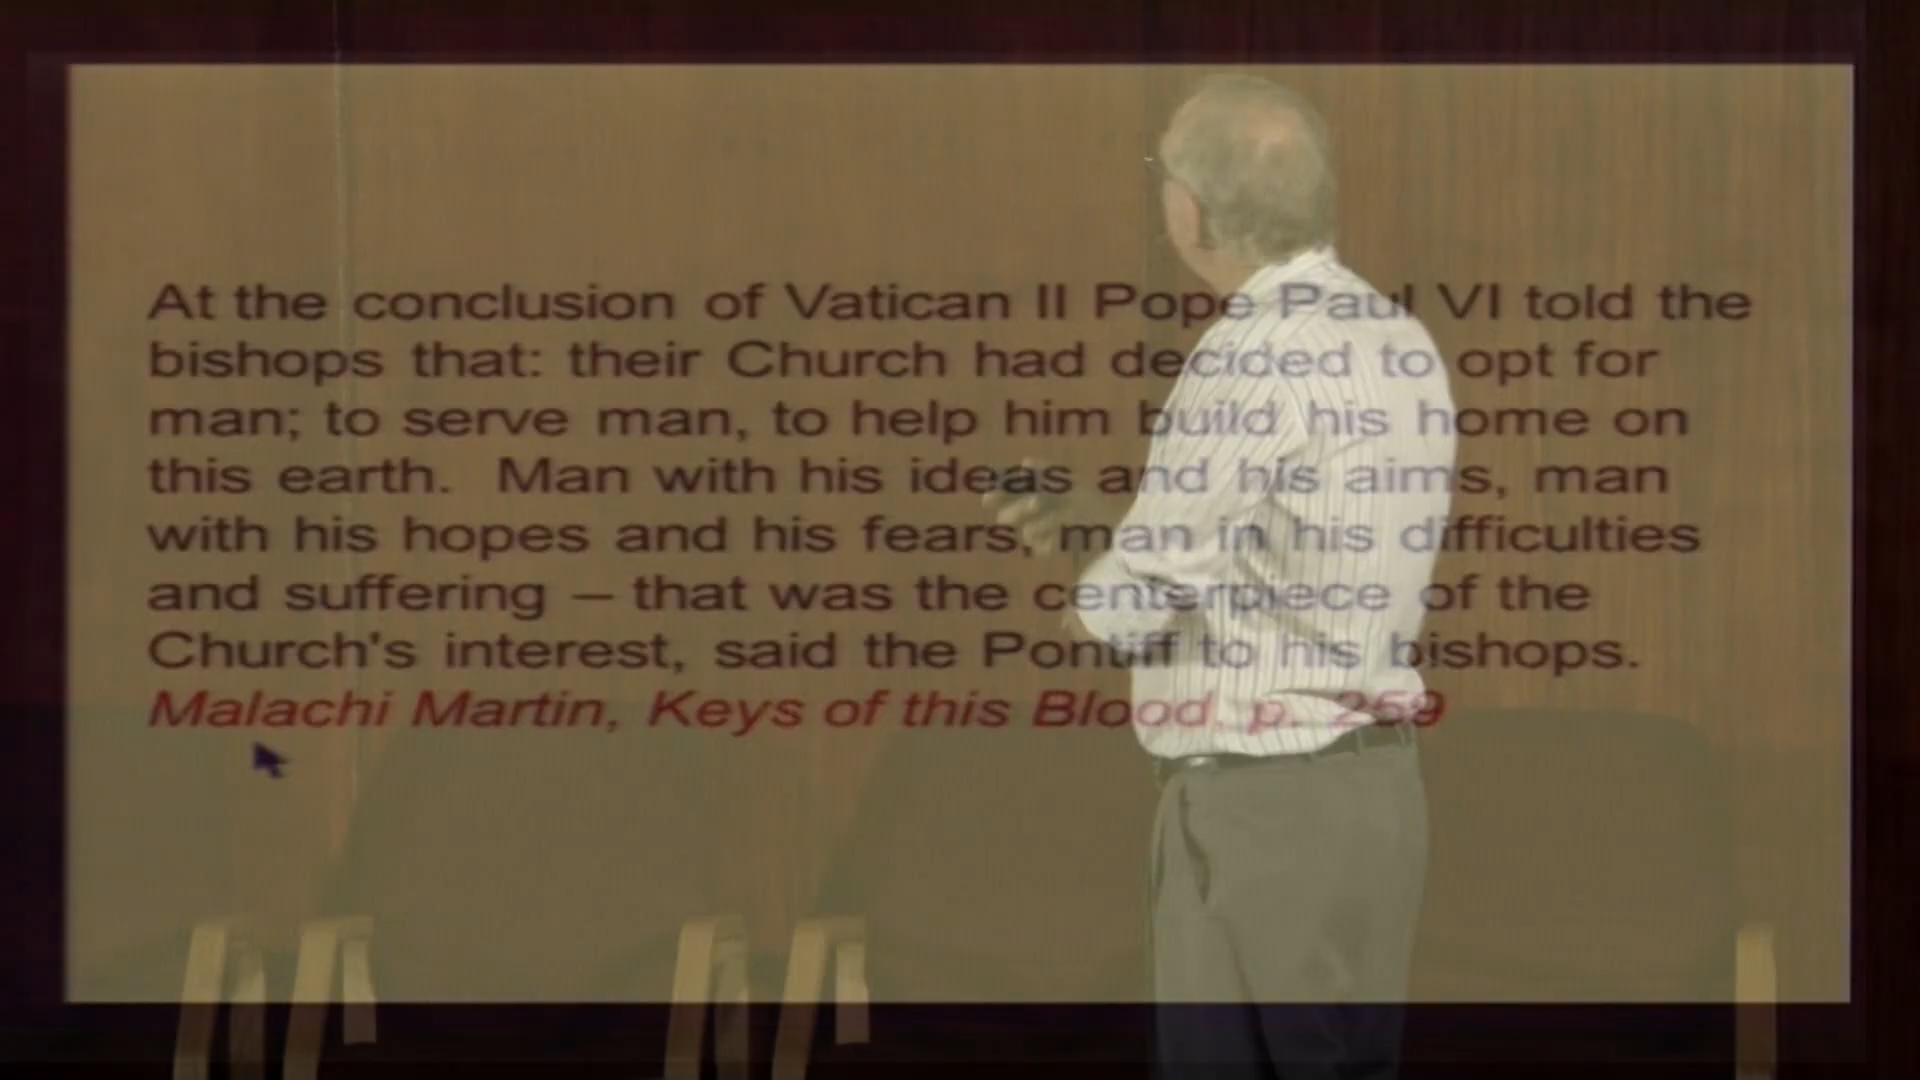 At the conclusion of Vatican II Pope Paul VI told the
bishops that: their Church had decided to opt for
man; to serve man, to help him build his home on
this earth. Man with his ideas and his aims, man
with his hopes and his fears, man in his difficulties
and suffering – that was the centerpiece of the
Church's interest, said the Pontiff to his bishops.
Malachi Martin, Keys of this Blood, p. 259